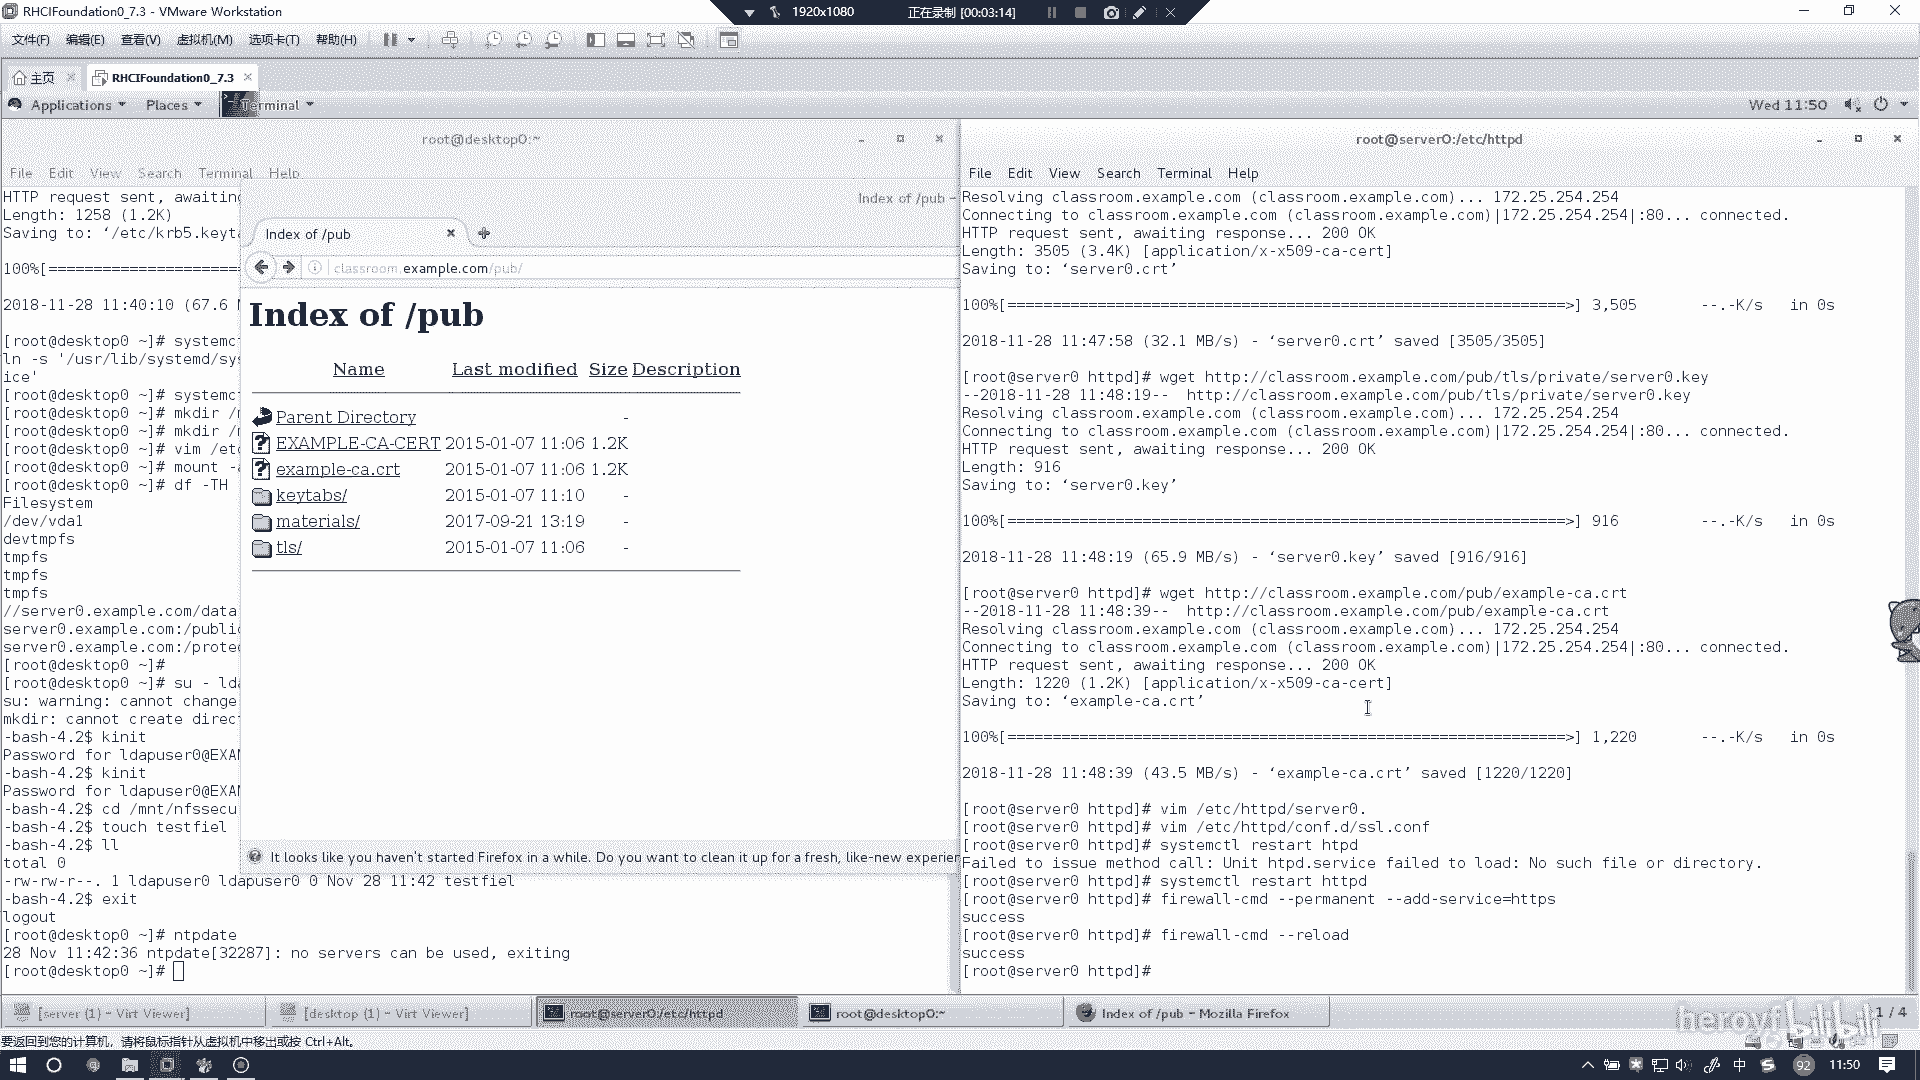 RHCIFoundation0_7.3 - VMware Workstation
1920x1080
正在录制 [00:03:14]
文件(F) 编辑(E) 查看(V) 虚拟机(M) 选项卡(T) 帮助(H)
主页
RHCIFoundation0_7.3
Applications Places Terminal
Wed 11:50
root@desktop0:~
File Edit View Search Terminal Help
HTTP request sent, awaiting
Length: 1258 (1.2K)
Saving to: ‘/etc/krb5.keyta
100%[======================
2018-11-28 11:40:10 (67.6
[root@desktop0 ~]# systemc
ln -s '/usr/lib/systemd/sy
ice'
[root@desktop0 ~]# systemc
[root@desktop0 ~]# mkdir /
[root@desktop0 ~]# mkdir /
[root@desktop0 ~]# vim /etc
[root@desktop0 ~]# mount -a
[root@desktop0 ~]# df -TH
Filesystem
/dev/vda1
devtmpfs
tmpfs
tmpfs
tmpfs
//server0.example.com/data
server0.example.com:/public
server0.example.com:/prote
[root@desktop0 ~]#
[root@desktop0 ~]# su - lda
su: warning: cannot change
mkdir: cannot create direct
-bash-4.2$ kinit
Password for ldapuser0@EXA
-bash-4.2$ kinit
Password for ldapuser0@EXA
-bash-4.2$ cd /mnt/nfssecu
-bash-4.2$ touch testfiel
-bash-4.2$ ll
total 0
-rw-rw-r--. 1 ldapuser0 ldapuser0 0 Nov 28 11:42 testfiel
-bash-4.2$ exit
logout
[root@desktop0 ~]# ntpdate
28 Nov 11:42:36 ntpdate[32287]: no servers can be used, exiting
[root@desktop0 ~]#
Index of /pub -
Index of /pub
classroom.example.com/pub/
Index of /pub
Name Last modified Size Description
Parent Directory -
EXAMPLE-CA-CERT 2015-01-07 11:06 1.2K
example-ca.crt 2015-01-07 11:06 1.2K
keytabs/ 2015-01-07 11:10 -
materials/ 2017-09-21 13:19 -
tls/ 2015-01-07 11:06 -
It looks like you haven't started Firefox in a while. Do you want to clean it up for a fresh, like-new experien
root@server0:/etc/httpd
File Edit View Search Terminal Help
Resolving classroom.example.com (classroom.example.com)... 172.25.254.254
Connecting to classroom.example.com (classroom.example.com)|172.25.254.254|:80... connected.
HTTP request sent, awaiting response... 200 OK
Length: 3505 (3.4K) [application/x-x509-ca-cert]
Saving to: ‘server0.crt’
100%[==============================================================>] 3,505 --.-K/s in 0s
2018-11-28 11:47:58 (32.1 MB/s) - ‘server0.crt’ saved [3505/3505]
[root@server0 httpd]# wget http://classroom.example.com/pub/tls/private/server0.key
--2018-11-28 11:48:19-- http://classroom.example.com/pub/tls/private/server0.key
Resolving classroom.example.com (classroom.example.com)... 172.25.254.254
Connecting to classroom.example.com (classroom.example.com)|172.25.254.254|:80... connected.
HTTP request sent, awaiting response... 200 OK
Length: 916
Saving to: ‘server0.key’
100%[==============================================================>] 916 --.-K/s in 0s
2018-11-28 11:48:19 (65.9 MB/s) - ‘server0.key’ saved [916/916]
[root@server0 httpd]# wget http://classroom.example.com/pub/example-ca.crt
--2018-11-28 11:48:39-- http://classroom.example.com/pub/example-ca.crt
Resolving classroom.example.com (classroom.example.com)... 172.25.254.254
Connecting to classroom.example.com (classroom.example.com)|172.25.254.254|:80... connected.
HTTP request sent, awaiting response... 200 OK
Length: 1220 (1.2K) [application/x-x509-ca-cert]
Saving to: ‘example-ca.crt’
100%[==============================================================>] 1,220 --.-K/s in 0s
2018-11-28 11:48:39 (43.5 MB/s) - ‘example-ca.crt’ saved [1220/1220]
[root@server0 httpd]# vim /etc/httpd/server0.
[root@server0 httpd]# vim /etc/httpd/conf.d/ssl.conf
[root@server0 httpd]# systemctl restart htpd
Failed to issue method call: Unit htpd.service failed to load: No such file or directory.
[root@server0 httpd]# systemctl restart httpd
[root@server0 httpd]# firewall-cmd --permanent --add-service=https
success
[root@server0 httpd]# firewall-cmd --reload
success
[root@server0 httpd]#
[server (1) - Virt Viewer]
[desktop (1) - Virt Viewer]
root@server0:/etc/httpd
root@desktop0:~
Index of /pub - Mozilla Firefox
1 / 4
heroyf bilibili
要返回到您的计算机，请将鼠标指针从虚拟机中移出或按 Ctrl+Alt。
中
92
11:50